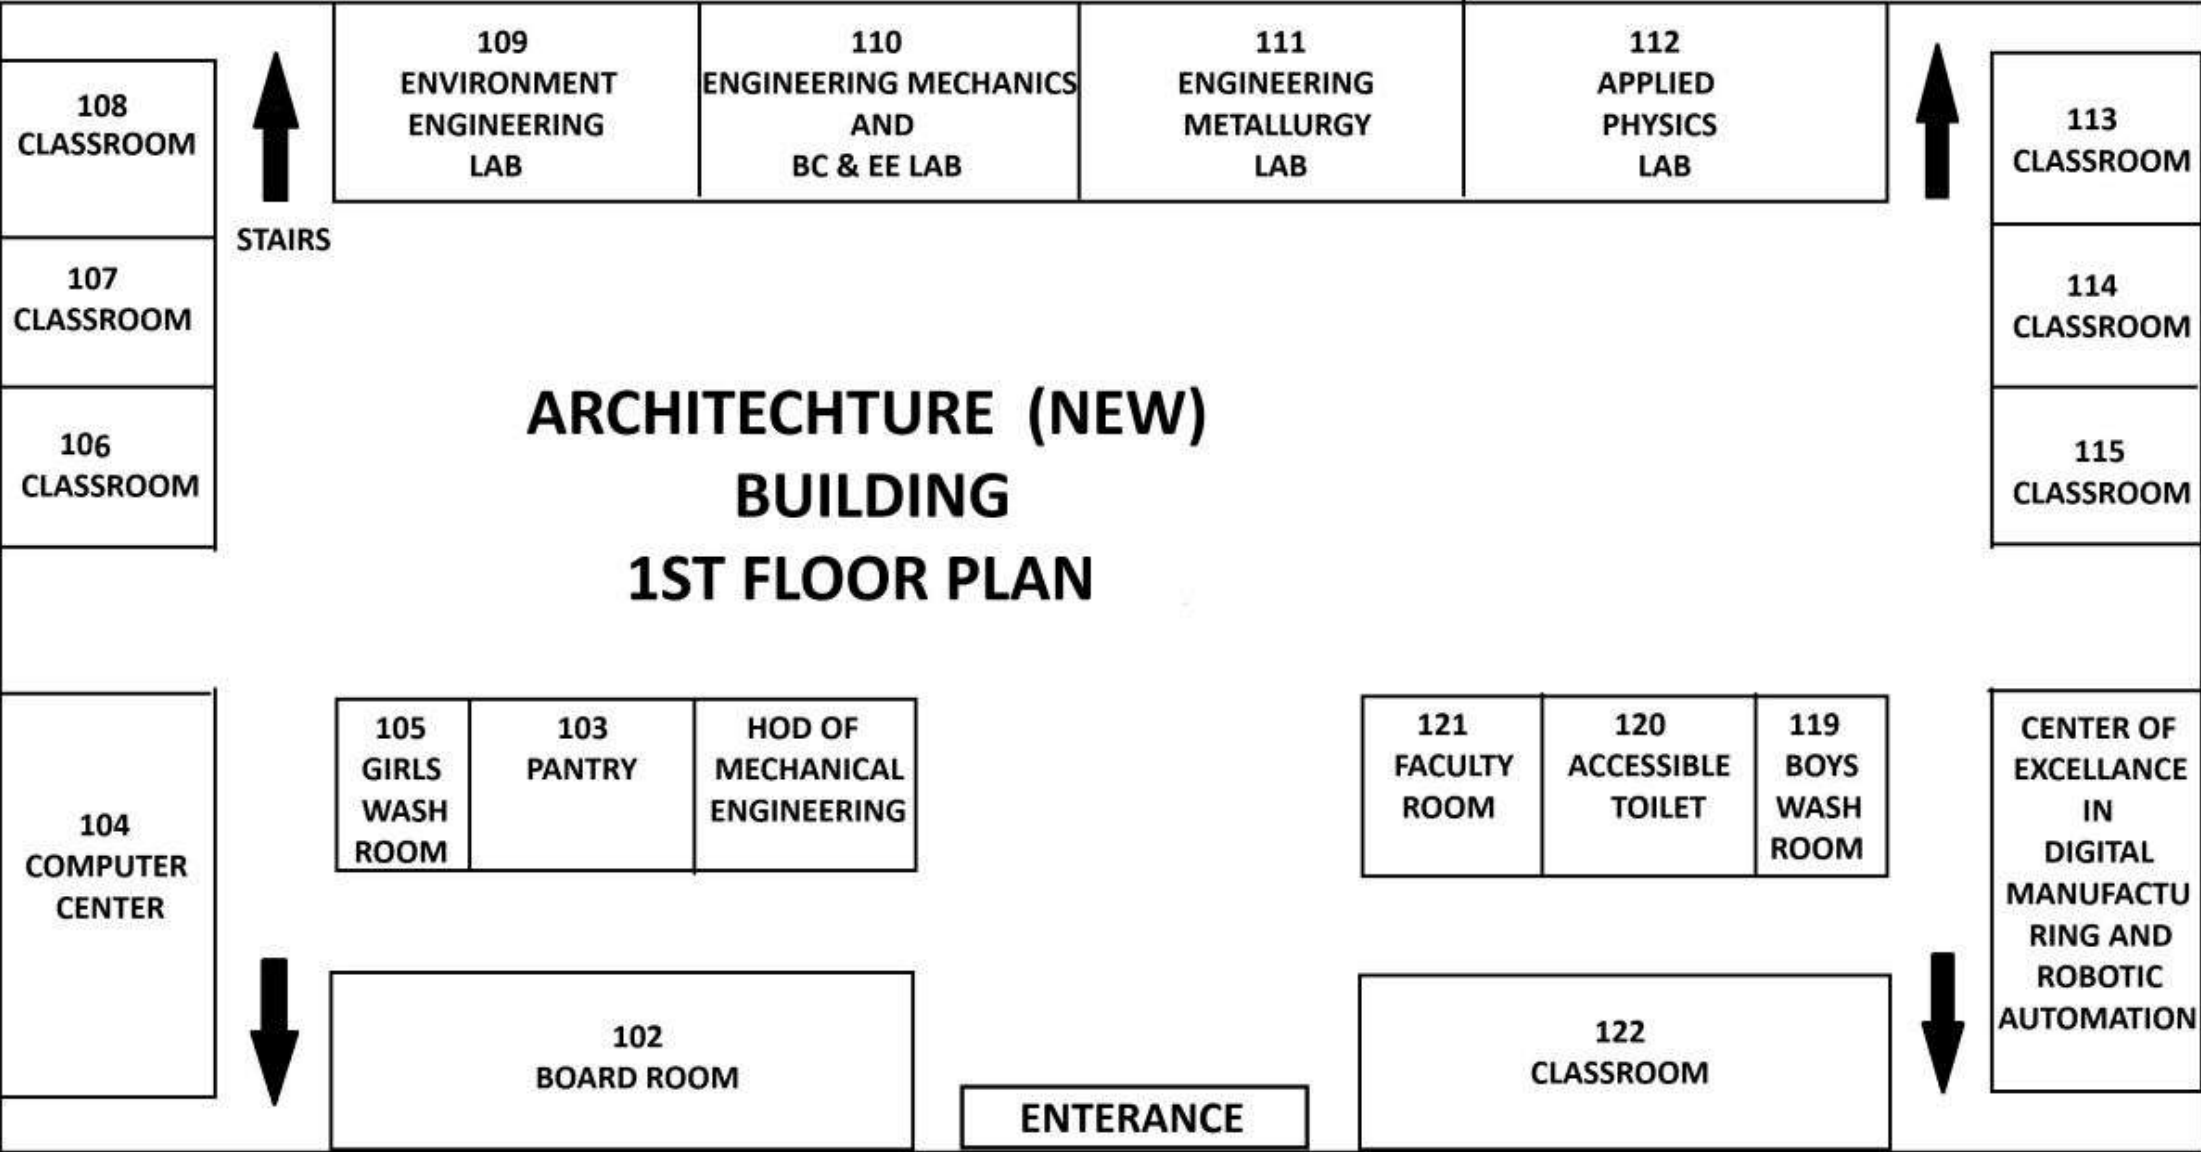 109
ENVIRONMENT
ENGINEERING
LAB
110
ENGINEERING MECHANICS
AND
BC & EE LAB
111
ENGINEERING
METALLURGY
LAB
112
APPLIED
PHYSICS
LAB
108
CLASSROOM
STAIRS
113
CLASSROOM
107
CLASSROOM
114
CLASSROOM
106
CLASSROOM
115
CLASSROOM
ARCHITECHTURE (NEW)
BUILDING
1ST FLOOR PLAN
104
COMPUTER
CENTER
105
GIRLS
WASH
ROOM
103
PANTRY
HOD OF
MECHANICAL
ENGINEERING
121
FACULTY
ROOM
120
ACCESSIBLE
TOILET
119
BOYS
WASH
ROOM
CENTER OF
EXCELLANCE
IN
DIGITAL
MANUFACTU
RING AND
ROBOTIC
AUTOMATION
102
BOARD ROOM
ENTERANCE
122
CLASSROOM